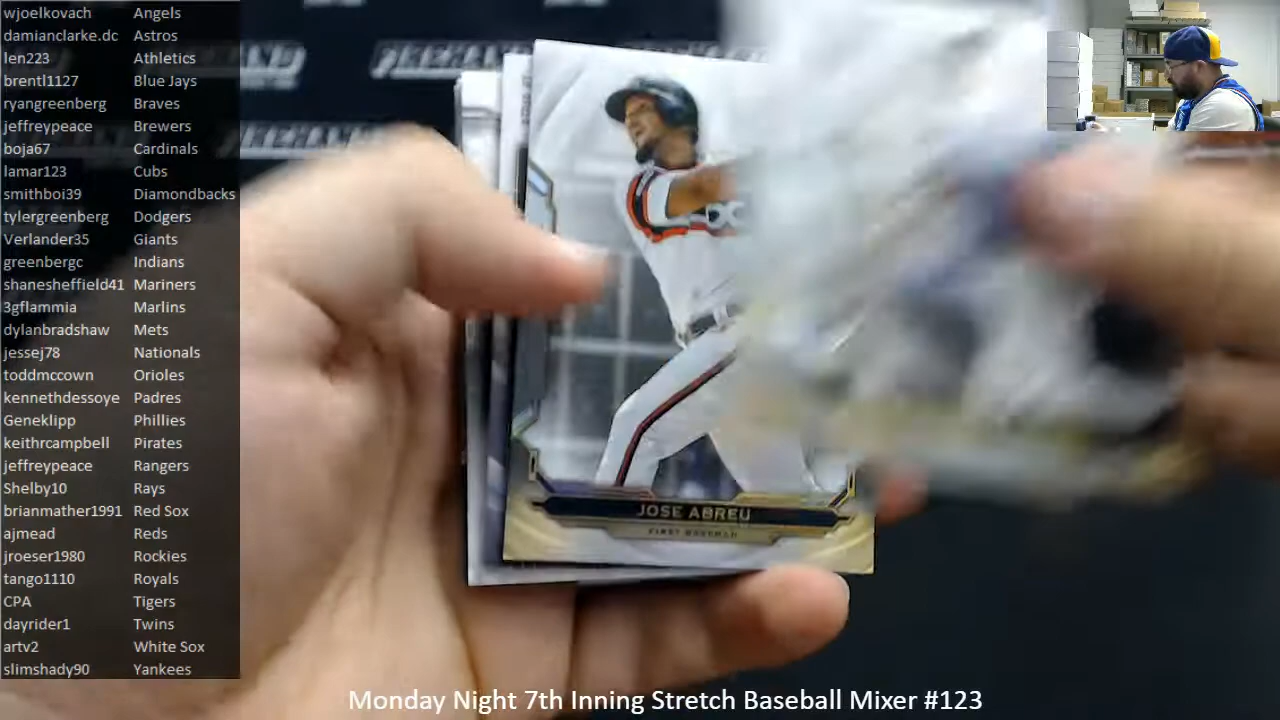 wjoelkovach Angels
damianclarke.dc Astros
len223 Athletics
brentl1127 Blue Jays
ryangreenberg Braves
jeffreypeace Brewers
boja67 Cardinals
lamar123 Cubs
smithboi39 Diamondbacks
tylergreenberg Dodgers
Verlander35 Giants
greenbergc Indians
shanesheffield41 Mariners
3gflammia Marlins
dylanbradshaw Mets
jessej78 Nationals
toddmccown Orioles
kennethdessoye Padres
Geneklipp Phillies
keithrcampbell Pirates
jeffreypeace Rangers
Shelby10 Rays
brianmather1991 Red Sox
ajmead Reds
jroeser1980 Rockies
tango1110 Royals
CPA Tigers
dayrider1 Twins
artv2 White Sox
slimshady90 Yankees
JOSE ABREU
FIRST BASEMAN
Monday Night 7th Inning Stretch Baseball Mixer #123